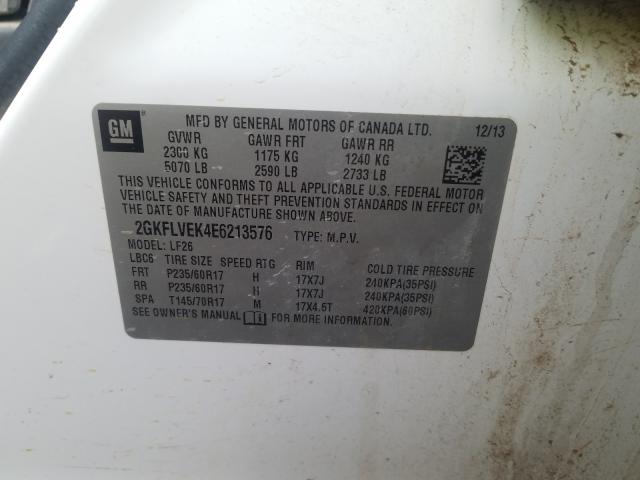 GM ®
MFD BY GENERAL MOTORS OF CANADA LTD. 12/13
GVWR GAWR FRT GAWR RR
2300 KG 1175 KG 1240 KG
5070 LB 2590 LB 2733 LB
THIS VEHICLE CONFORMS TO ALL APPLICABLE U.S. FEDERAL MOTOR
VEHICLE SAFETY AND THEFT PREVENTION STANDARDS IN EFFECT ON
THE DATE OF MANUFACTURE SHOWN ABOVE.
2GKFLVEK4E6213576 TYPE: M.P.V.
MODEL: LF26
LBC6 TIRE SIZE SPEED RTG RIM COLD TIRE PRESSURE
FRT P235/60R17 H 17X7J 240KPA(35PSI)
RR P235/60R17 H 17X7J 240KPA(35PSI)
SPA T145/70R17 M 17X4.5T 420KPA(60PSI)
SEE OWNER'S MANUAL FOR MORE INFORMATION.